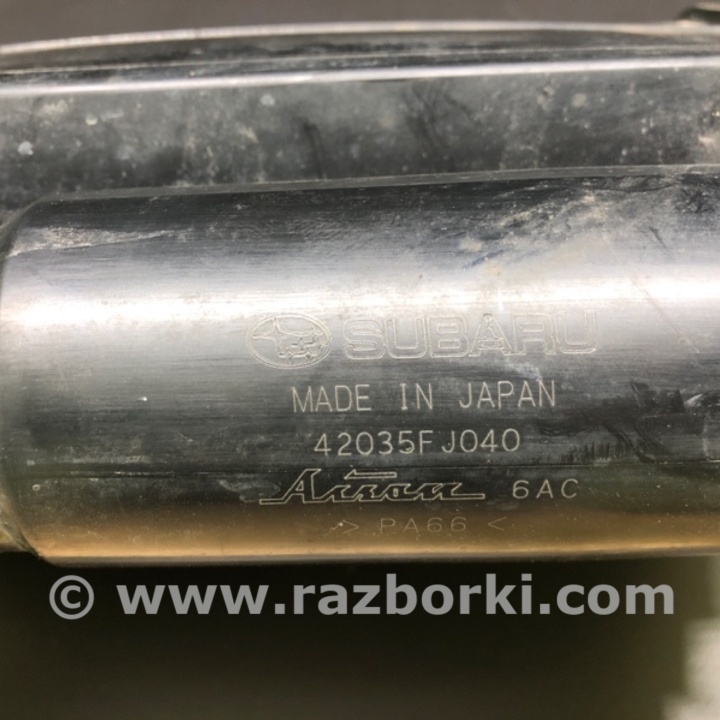 SUBARU
MADE IN JAPAN
42035FJ040
Aisan 6AC
> PA66 <
© www.razborki.com